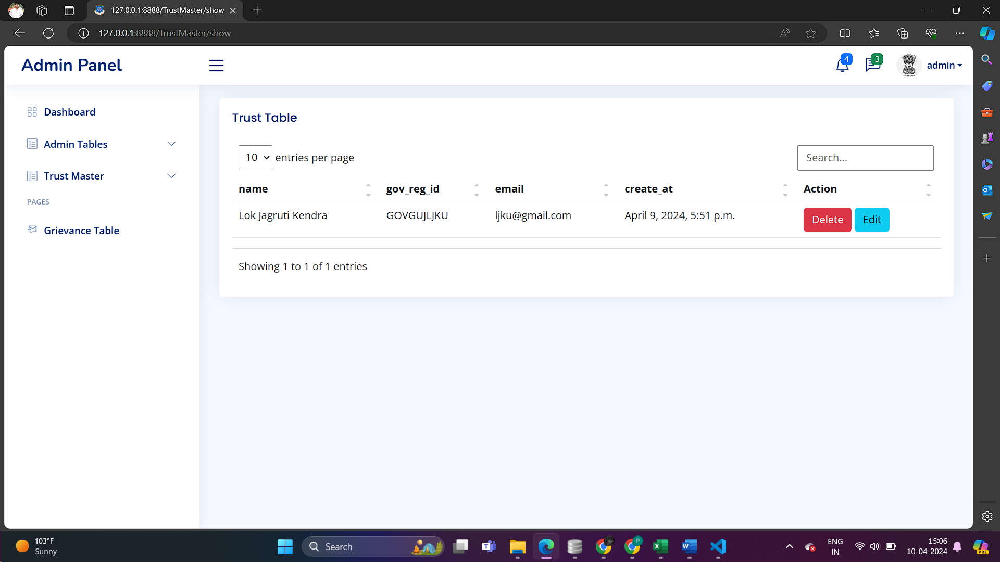 127.0.0.1:8888/TrustMaster/show
127.0.0.1:8888/TrustMaster/show
Admin Panel
4
3
admin
Dashboard
Admin Tables
Trust Master
PAGES
Grievance Table
Trust Table
10 entries per page
Search...
name gov_reg_id email create_at Action
Lok Jagruti Kendra GOVGUJLJKU ljku@gmail.com April 9, 2024, 5:51 p.m. Delete Edit
Showing 1 to 1 of 1 entries
103°F
Sunny
Search
P
ENG
IN
15:06
10-04-2024
PRE